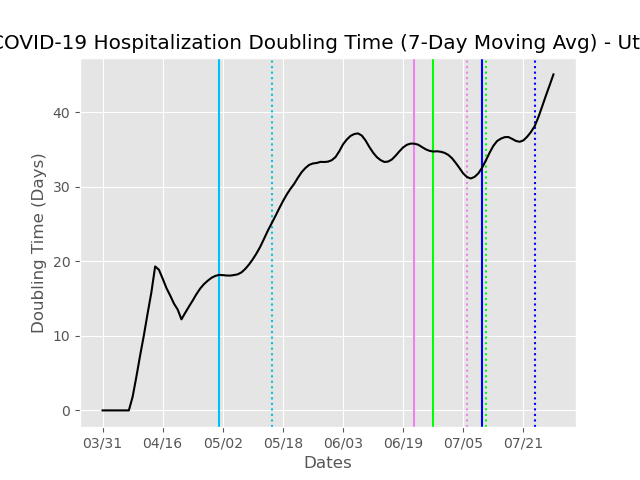 COVID-19 Hospitalization Doubling Time (7-Day Moving Avg) - Ut
Doubling Time (Days)
40
30
20
10
0
03/31 04/16 05/02 05/18 06/03 06/19 07/05 07/21
Dates